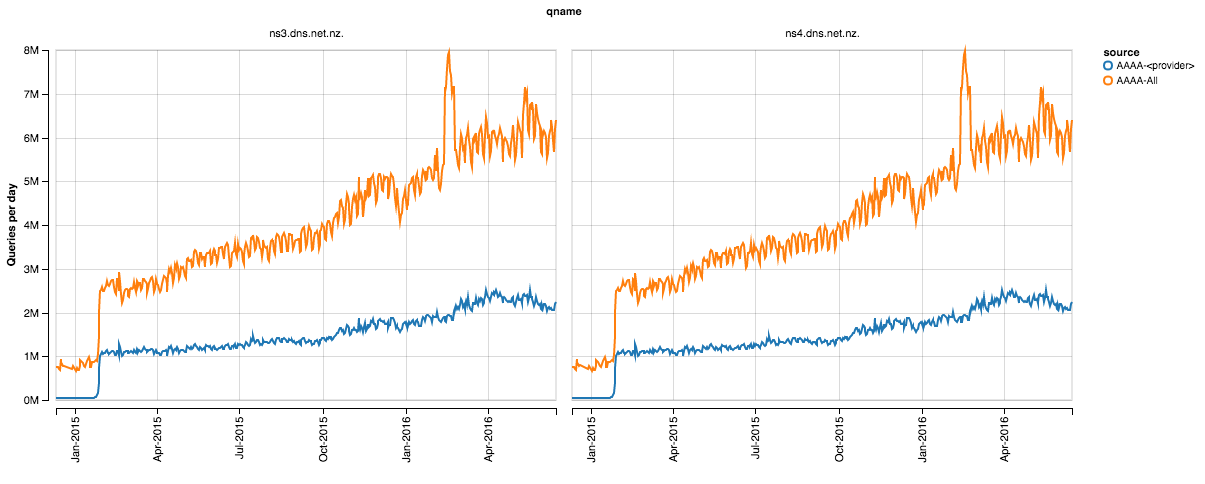 qname
ns3.dns.net.nz.
ns4.dns.net.nz.
source
AAAA-<provider>
AAAA-All
Queries per day
8M
7M
6M
5M
4M
3M
2M
1M
0M
Jan-2015
Apr-2015
Jul-2015
Oct-2015
Jan-2016
Apr-2016
Jan-2015
Apr-2015
Jul-2015
Oct-2015
Jan-2016
Apr-2016